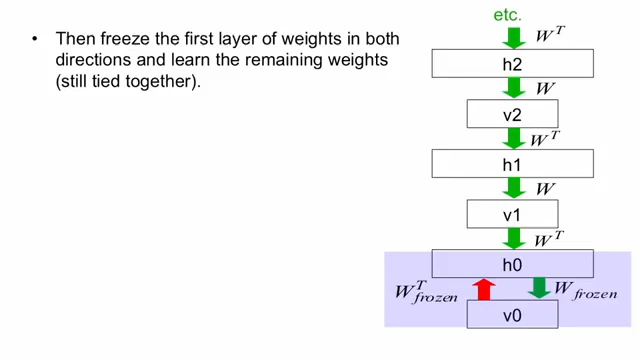 etc.
W^T
• Then freeze the first layer of weights in both
directions and learn the remaining weights
(still tied together).
h2
W
v2
W^T
h1
W
v1
W^T
h0
W^T_frozen
W_frozen
v0